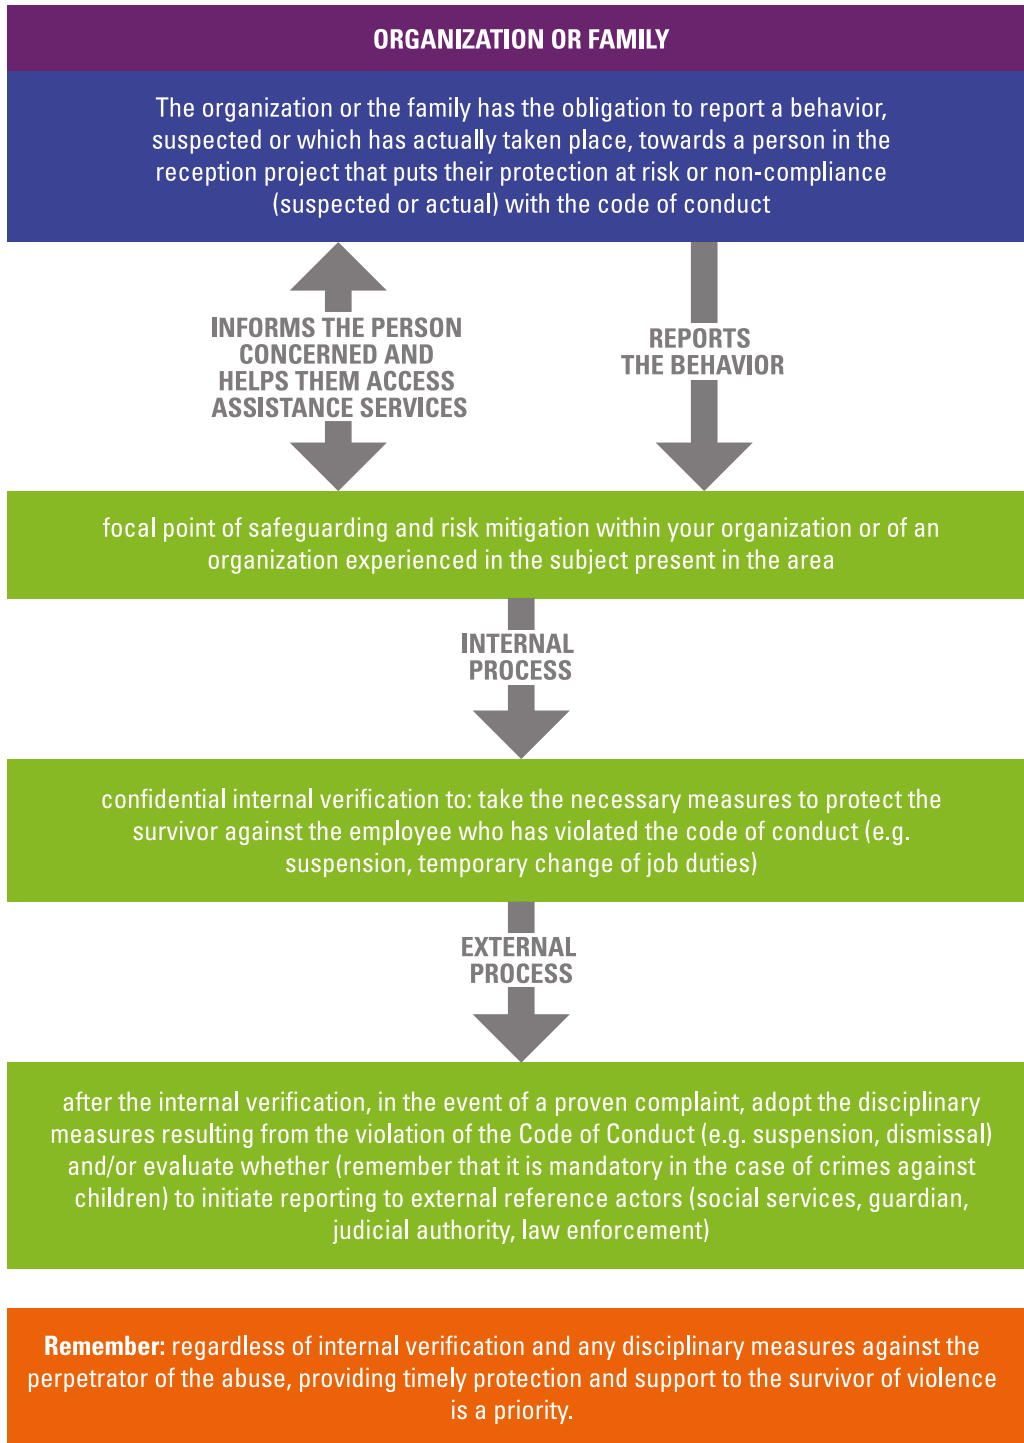 ORGANIZATION OR FAMILY
The organization or the family has the obligation to report a behavior,
suspected or which has actually taken place, towards a person in the
reception project that puts their protection at risk or non-compliance
(suspected or actual) with the code of conduct
INFORMS THE PERSON
CONCERNED AND
HELPS THEM ACCESS
ASSISTANCE SERVICES
REPORTS
THE BEHAVIOR
focal point of safeguarding and risk mitigation within your organization or of an
organization experienced in the subject present in the area
INTERNAL
PROCESS
confidential internal verification to: take the necessary measures to protect the
survivor against the employee who has violated the code of conduct (e.g.
suspension, temporary change of job duties)
EXTERNAL
PROCESS
after the internal verification, in the event of a proven complaint, adopt the disciplinary
measures resulting from the violation of the Code of Conduct (e.g. suspension, dismissal)
and/or evaluate whether (remember that it is mandatory in the case of crimes against
children) to initiate reporting to external reference actors (social services, guardian,
judicial authority, law enforcement)
Remember: regardless of internal verification and any disciplinary measures against the
perpetrator of the abuse, providing timely protection and support to the survivor of violence
is a priority.